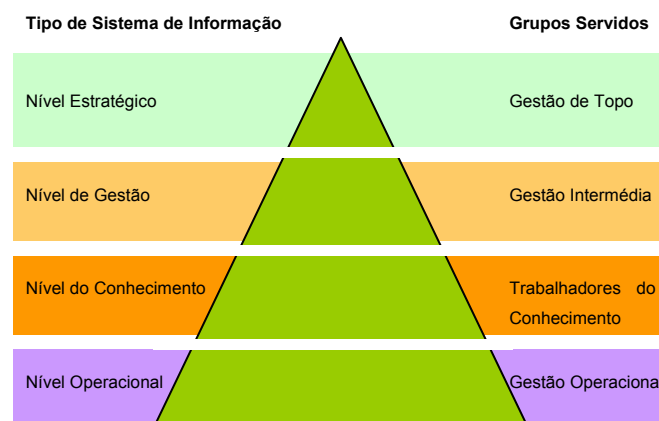 Tipo de Sistema de Informação Grupos Servidos
Nível Estratégico Gestão de Topo
Nível de Gestão Gestão Intermédia
Nível do Conhecimento Trabalhadores do
Conhecimento
Nível Operacional Gestão Operaciona